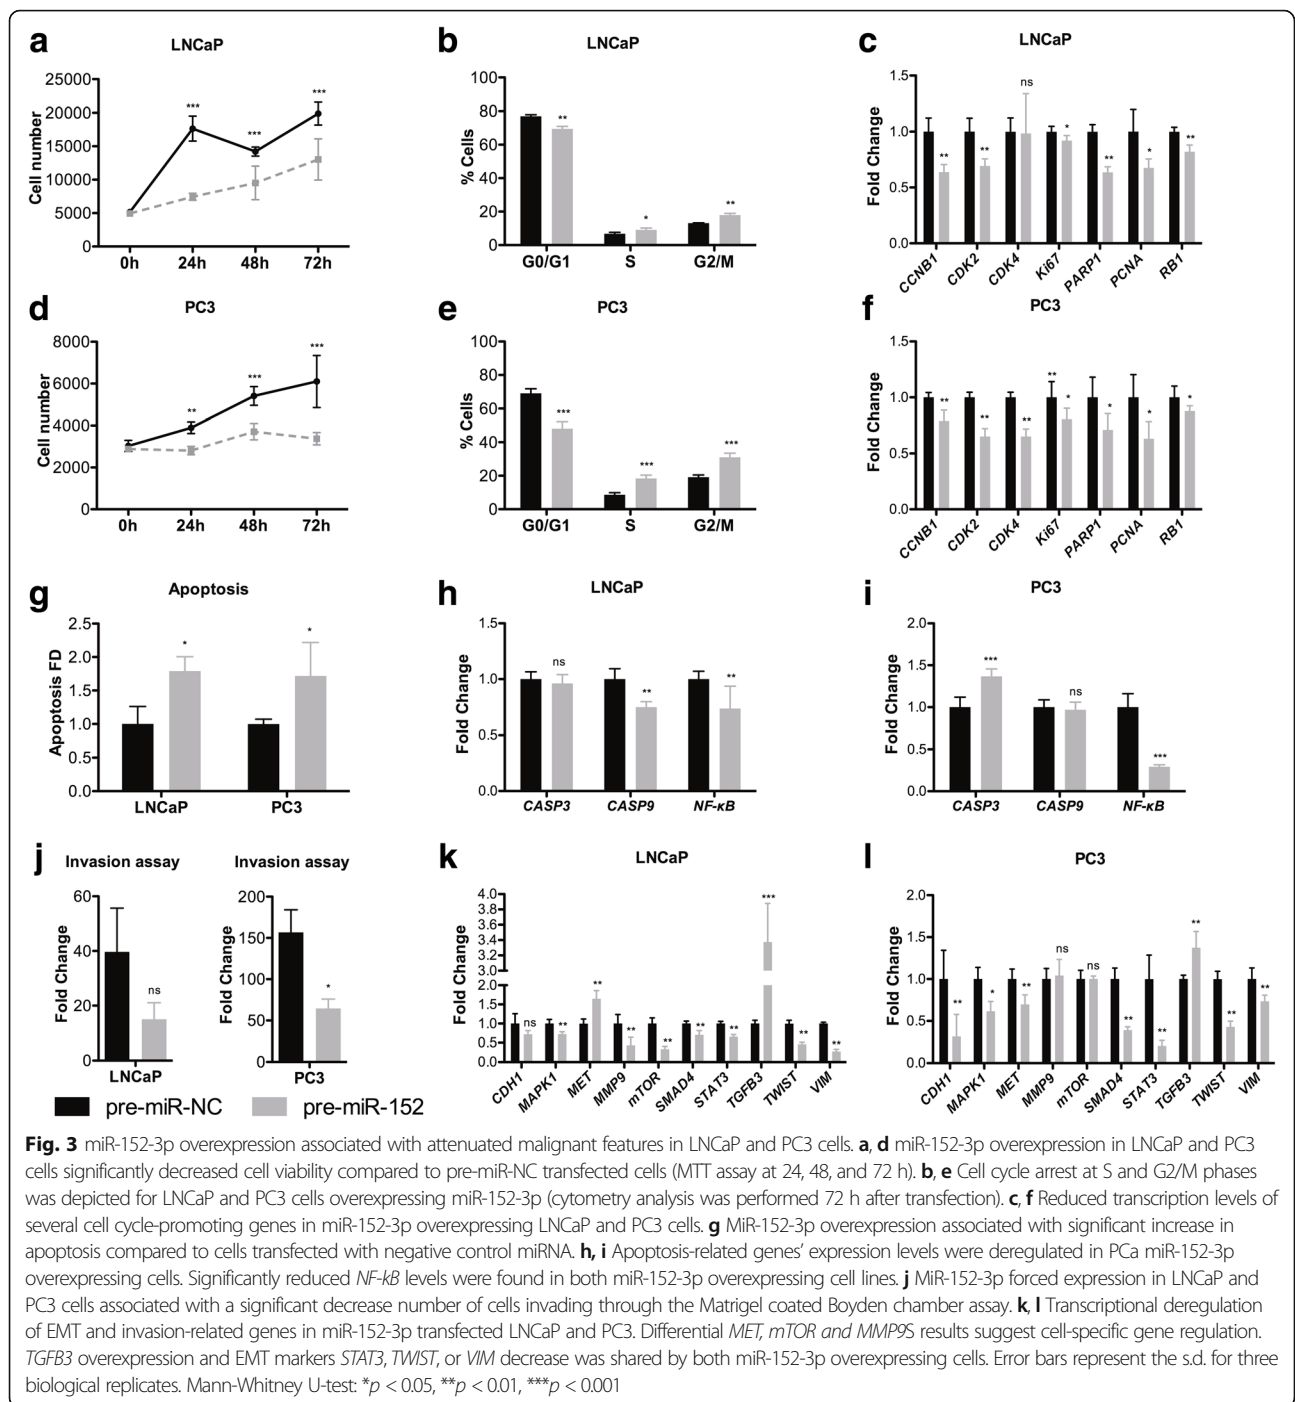 a
LNCaP
Cell number
25000
20000
15000
10000
5000
0
***
***
***
0h 24h 48h 72h
b
LNCaP
% Cells
100
80
60
40
20
0
**
*
**
G0/G1 S G2/M
c
LNCaP
Fold Change
1.5
1.0
0.5
0.0
** ** ns * ** * **
CCNB1 CDK2 CDK4 Ki67 PARP1 PCNA RB1
d
PC3
Cell number
8000
6000
4000
2000
0
**
***
***
0h 24h 48h 72h
e
PC3
% Cells
100
80
60
40
20
0
***
***
***
G0/G1 S G2/M
f
PC3
Fold Change
1.5
1.0
0.5
0.0
** ** ** ** * * * *
CCNB1 CDK2 CDK4 Ki67 PARP1 PCNA RB1
g
Apoptosis
Apoptosis FD
2.5
2.0
1.5
1.0
0.5
0.0
* *
LNCaP PC3
h
LNCaP
Fold Change
1.5
1.0
0.5
0.0
ns ** **
CASP3 CASP9 NF-κB
i
PC3
Fold Change
2.0
1.5
1.0
0.5
0.0
*** ns ***
CASP3 CASP9 NF-κB
j
Invasion assay
Fold Change
60
40
20
0
ns
LNCaP
Invasion assay
Fold Change
200
150
100
50
0
*
PC3
k
LNCaP
Fold Change
4.0
3.8
3.6
3.4
3.2
3.0
2.0
1.5
1.0
0.5
0.0
ns ** ** ** ** ** ** *** ** **
CDH1 MAPK1 MET MMP9 mTOR SMAD4 STAT3 TGFB3 TWIST VIM
l
PC3
Fold Change
2.0
1.5
1.0
0.5
0.0
** * ** ns ns ** ** ** ** **
CDH1 MAPK1 MET MMP9 mTOR SMAD4 STAT3 TGFB3 TWIST VIM
pre-miR-NC pre-miR-152
Fig. 3 miR-152-3p overexpression associated with attenuated malignant features in LNCaP and PC3 cells. a, d miR-152-3p overexpression in LNCaP and PC3
cells significantly decreased cell viability compared to pre-miR-NC transfected cells (MTT assay at 24, 48, and 72 h). b, e Cell cycle arrest at S and G2/M phases
was depicted for LNCaP and PC3 cells overexpressing miR-152-3p (cytometry analysis was performed 72 h after transfection). c, f Reduced transcription levels of
several cell cycle-promoting genes in miR-152-3p overexpressing LNCaP and PC3 cells. g MiR-152-3p overexpression associated with significant increase in
apoptosis compared to cells transfected with negative control miRNA. h, i Apoptosis-related genes’ expression levels were deregulated in PCa miR-152-3p
overexpressing cells. Significantly reduced NF-kB levels were found in both miR-152-3p overexpressing cell lines. j MiR-152-3p forced expression in LNCaP and
PC3 cells associated with a significant decrease number of cells invading through the Matrigel coated Boyden chamber assay. k, l Transcriptional deregulation
of EMT and invasion-related genes in miR-152-3p transfected LNCaP and PC3. Differential MET, mTOR and MMP9S results suggest cell-specific gene regulation.
TGFB3 overexpression and EMT markers STAT3, TWIST, or VIM decrease was shared by both miR-152-3p overexpressing cells. Error bars represent the s.d. for three
biological replicates. Mann-Whitney U-test: *p < 0.05, **p < 0.01, ***p < 0.001